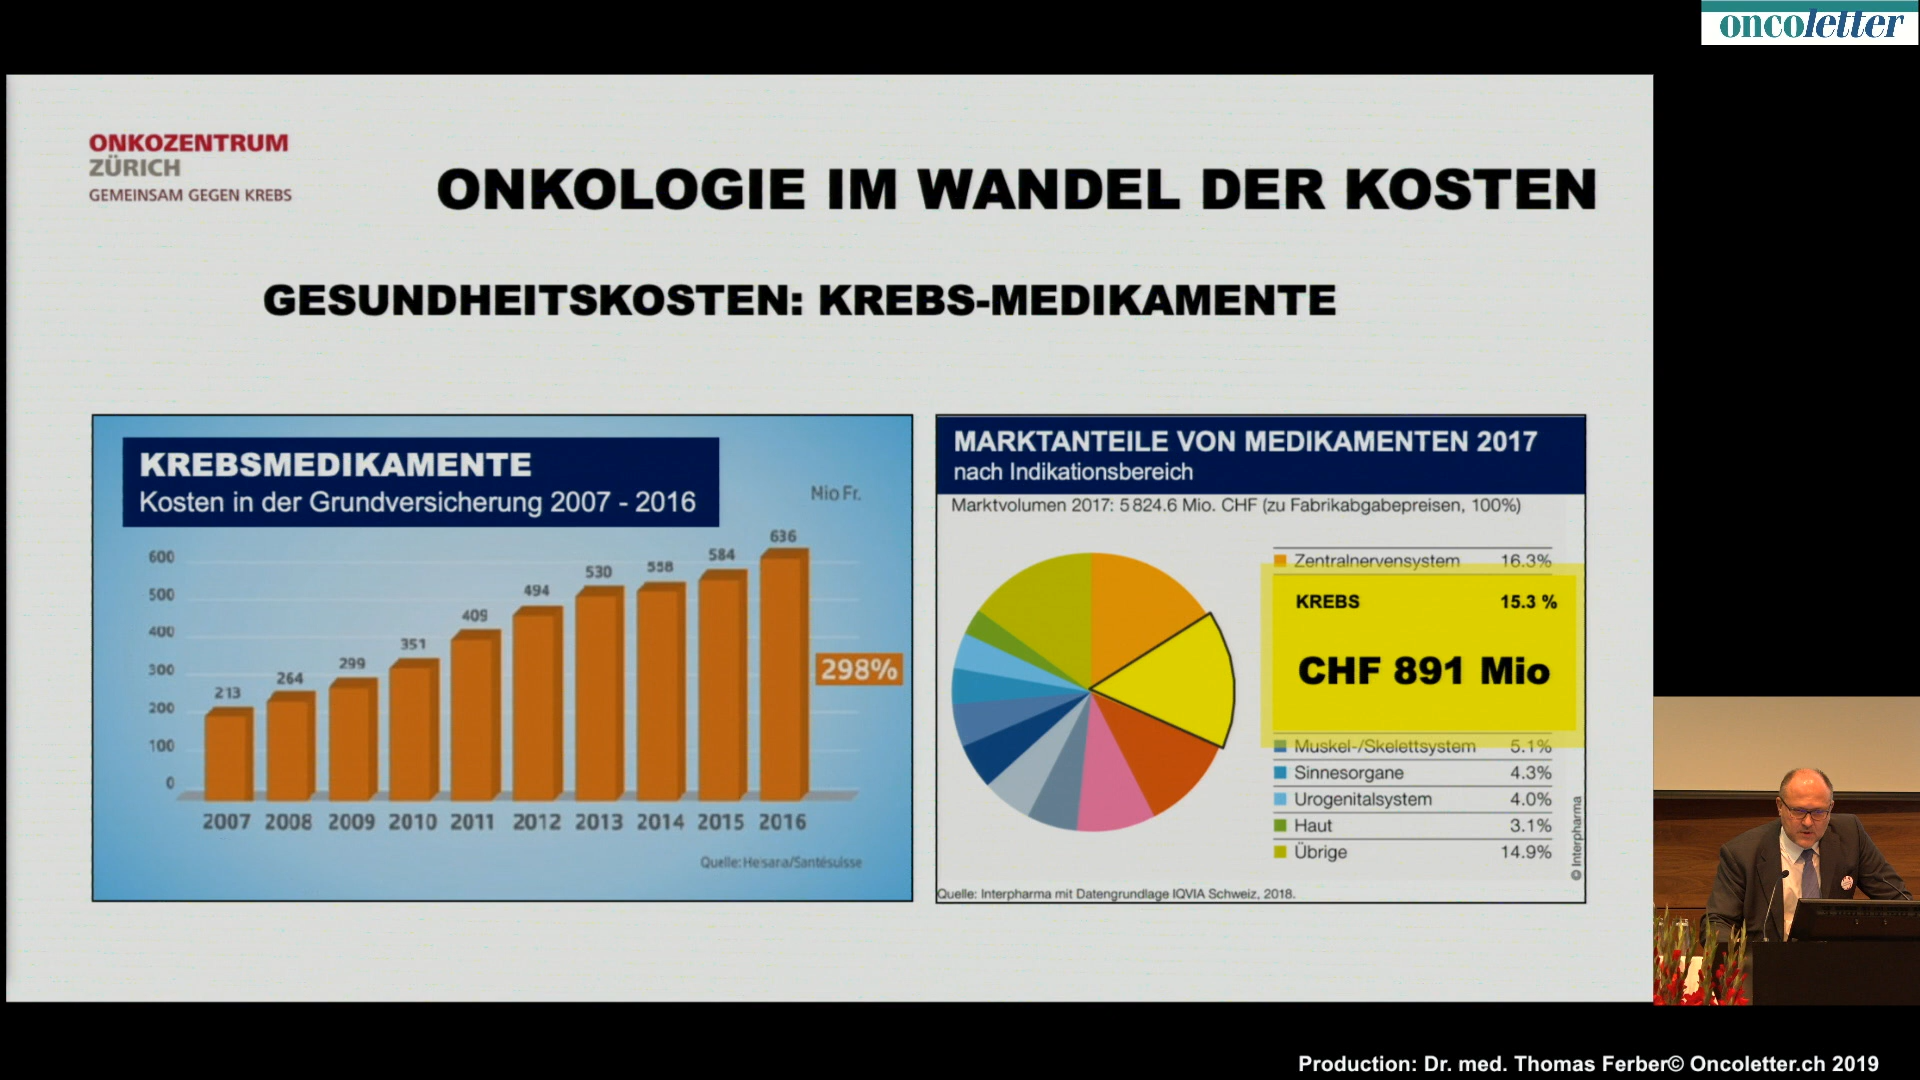 oncoletter
ONKOZENTRUM
ZÜRICH
GEMEINSAM GEGEN KREBS
ONKOLOGIE IM WANDEL DER KOSTEN
GESUNDHEITSKOSTEN: KREBS-MEDIKAMENTE
KREBSMEDIKAMENTE
Kosten in der Grundversicherung 2007 - 2016
Mio Fr.
600
500
400
300
200
100
0
213
264
299
351
409
494
530
558
584
636
298%
2007 2008 2009 2010 2011 2012 2013 2014 2015 2016
Quelle: Helsana/Santésuisse
MARKTANTEILE VON MEDIKAMENTEN 2017
nach Indikationsbereich
Marktvolumen 2017: 5 824.6 Mio. CHF (zu Fabrikabgabepreisen, 100%)
Zentralnervensystem 16.3%
KREBS 15.3 %
CHF 891 Mio
Muskel-/Skelettsystem 5.1%
Sinnesorgane 4.3%
Urogenitalsystem 4.0%
Haut 3.1%
Übrige 14.9%
© Interpharma
Quelle: Interpharma mit Datengrundlage IQVIA Schweiz, 2018.
Production: Dr. med. Thomas Ferber© Oncoletter.ch 2019